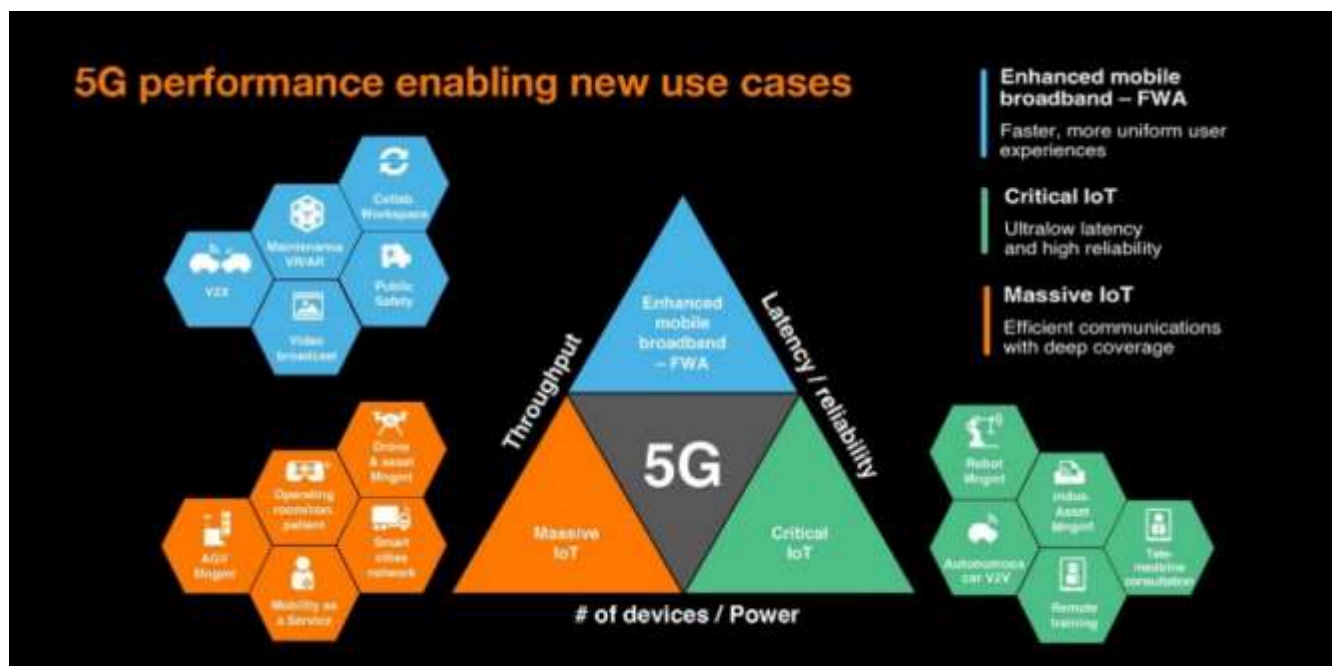 5G performance enabling new use cases
Enhanced mobile
broadband – FWA
Faster, more uniform user
experiences
Critical IoT
Ultralow latency
and high reliability
Massive IoT
Efficient communications
with deep coverage
Collab
Workspace
Maintenance
VR/AR
V2X
Public
Safety
Video
broadcast
Enhanced
mobile
broadband
– FWA
Throughput
Latency / reliability
5G
Massive
IoT
Critical
IoT
# of devices / Power
Drone
& asset
Mngmt
Operating
patient
AGV
Mngmt
Smart
cities
network
Mobility as
a Service
Robot
Mngmt
Indus.
Asset
Mngmt
Autonomous
car V2V
Tele-
medicine
consultation
Remote
training